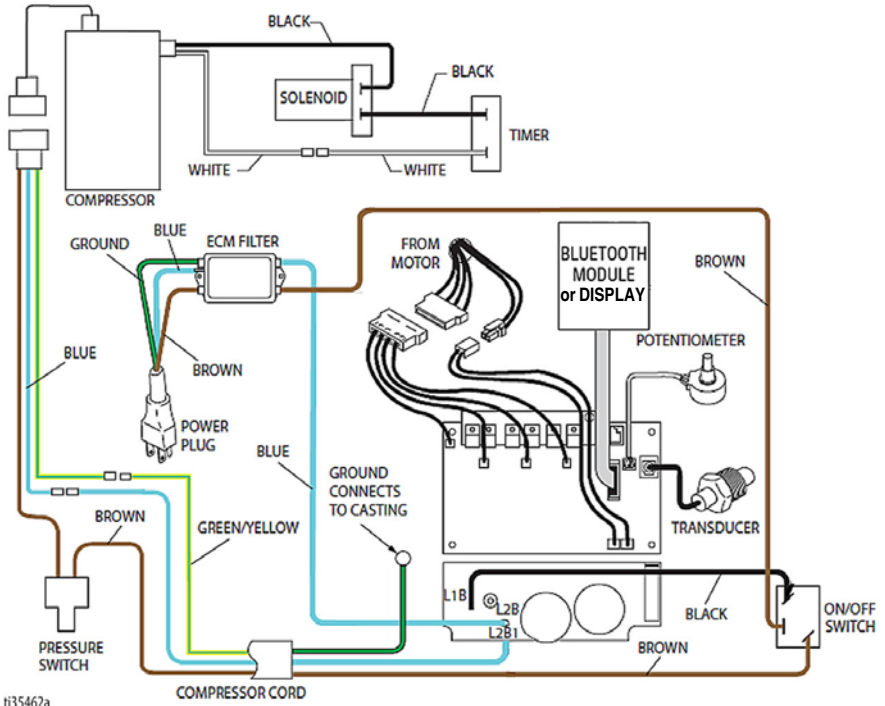 BLACK
BLACK
SOLENOID
TIMER
WHITE
WHITE
COMPRESSOR
GROUND
BLUE
ECM FILTER
FROM
MOTOR
BLUETOOTH
MODULE
or DISPLAY
BROWN
POTENTIOMETER
BLUE
BROWN
POWER
PLUG
BLUE
GROUND
CONNECTS
TO CASTING
BROWN
GREEN/YELLOW
TRANSDUCER
L1B
L2B
L2B1
BLACK
ON/OFF
SWITCH
PRESSURE
SWITCH
BROWN
COMPRESSOR CORD
ti35462a